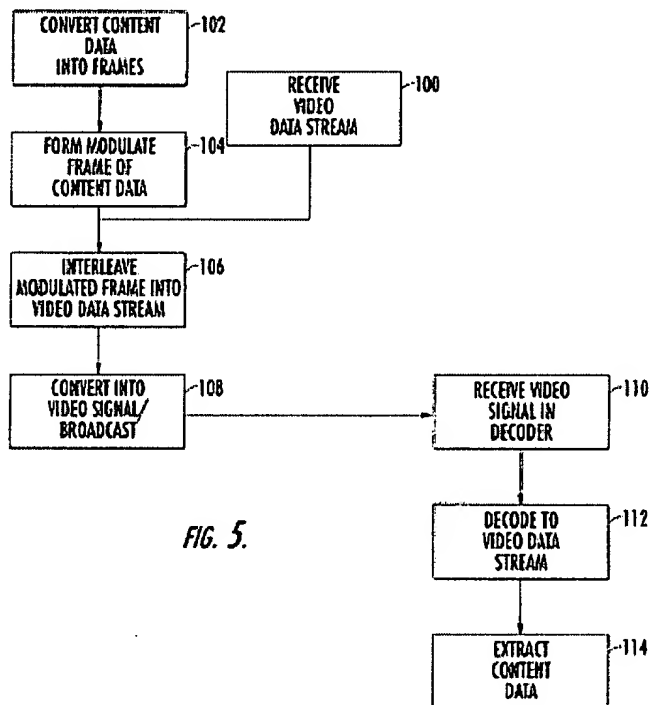 CONVERT CONTENT
DATA
INTO FRAMES
102
RECEIVE
VIDEO
DATA STREAM
100
FORM MODULATE
FRAME OF
CONTENT DATA
104
INTERLEAVE
MODULATED FRAME INTO
VIDEO DATA STREAM
106
CONVERT INTO
VIDEO SIGNAL/
BROADCAST
108
RECEIVE VIDEO
SIGNAL IN
DECODER
110
DECODE TO
VIDEO DATA
STREAM
112
EXTRACT
CONTENT
DATA
114
FIG. 5.